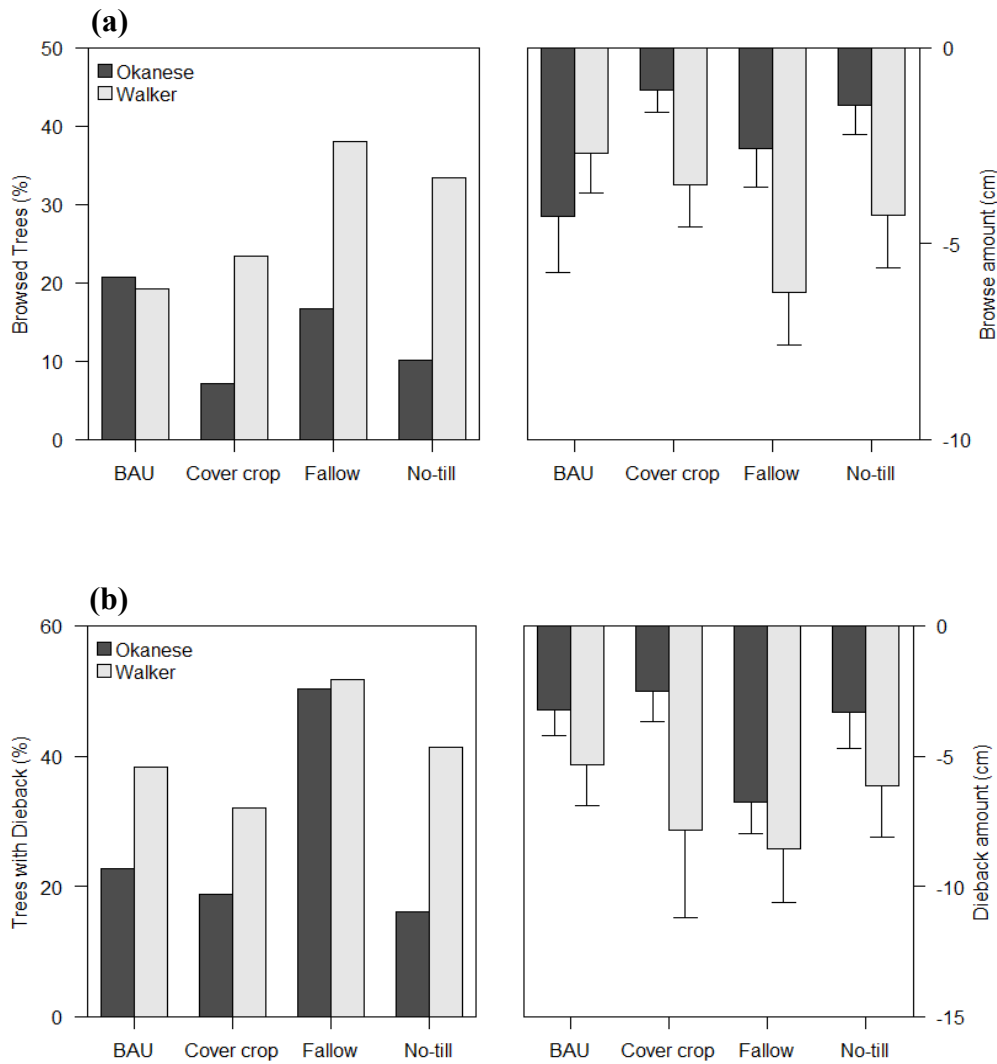 (a)
50
40
30
20
10
0
Browsed Trees (%)
Okanese
Walker
BAU Cover crop Fallow No-till
0
-5
-10
Browse amount (cm)
BAU Cover crop Fallow No-till
(b)
60
40
20
0
Trees with Dieback (%)
Okanese
Walker
BAU Cover crop Fallow No-till
0
-5
-10
-15
Dieback amount (cm)
BAU Cover crop Fallow No-till